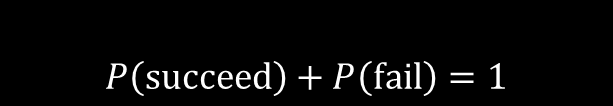 P(succeed) + P(fail) = 1